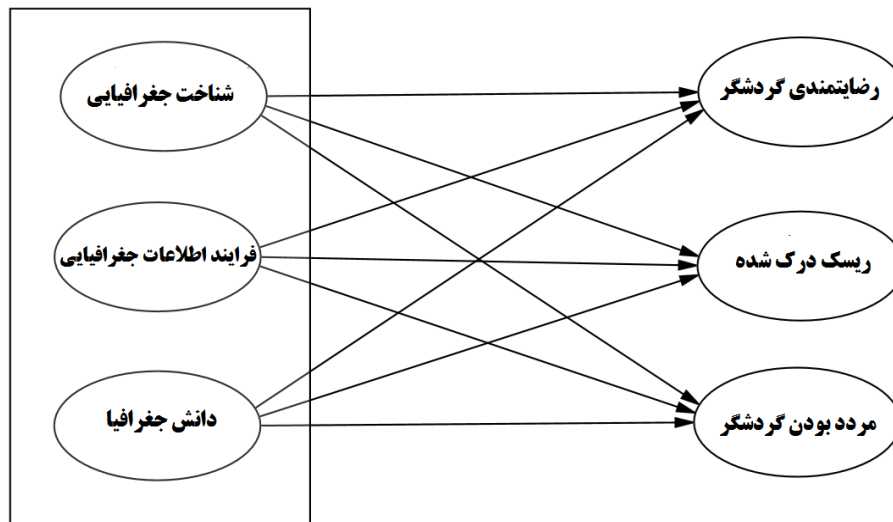 شناخت جغرافیایی
رضایتمندی گردشگر
فرایند اطلاعات جغرافیایی
ریسک درک شده
دانش جغرافیا
مردد بودن گردشگر